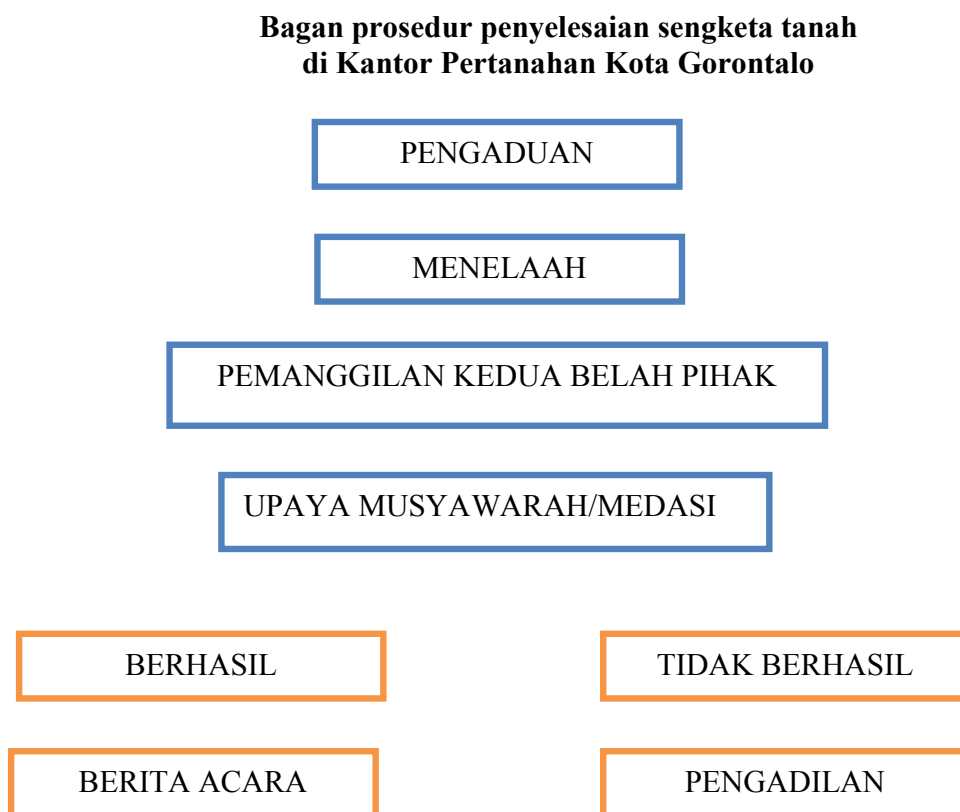 Bagan prosedur penyelesaian sengketa tanah
di Kantor Pertanahan Kota Gorontalo
PENGADUAN
MENELAAH
PEMANGGILAN KEDUA BELAH PIHAK
UPAYA MUSYAWARAH/MEDASI
BERHASIL
TIDAK BERHASIL
BERITA ACARA
PENGADILAN